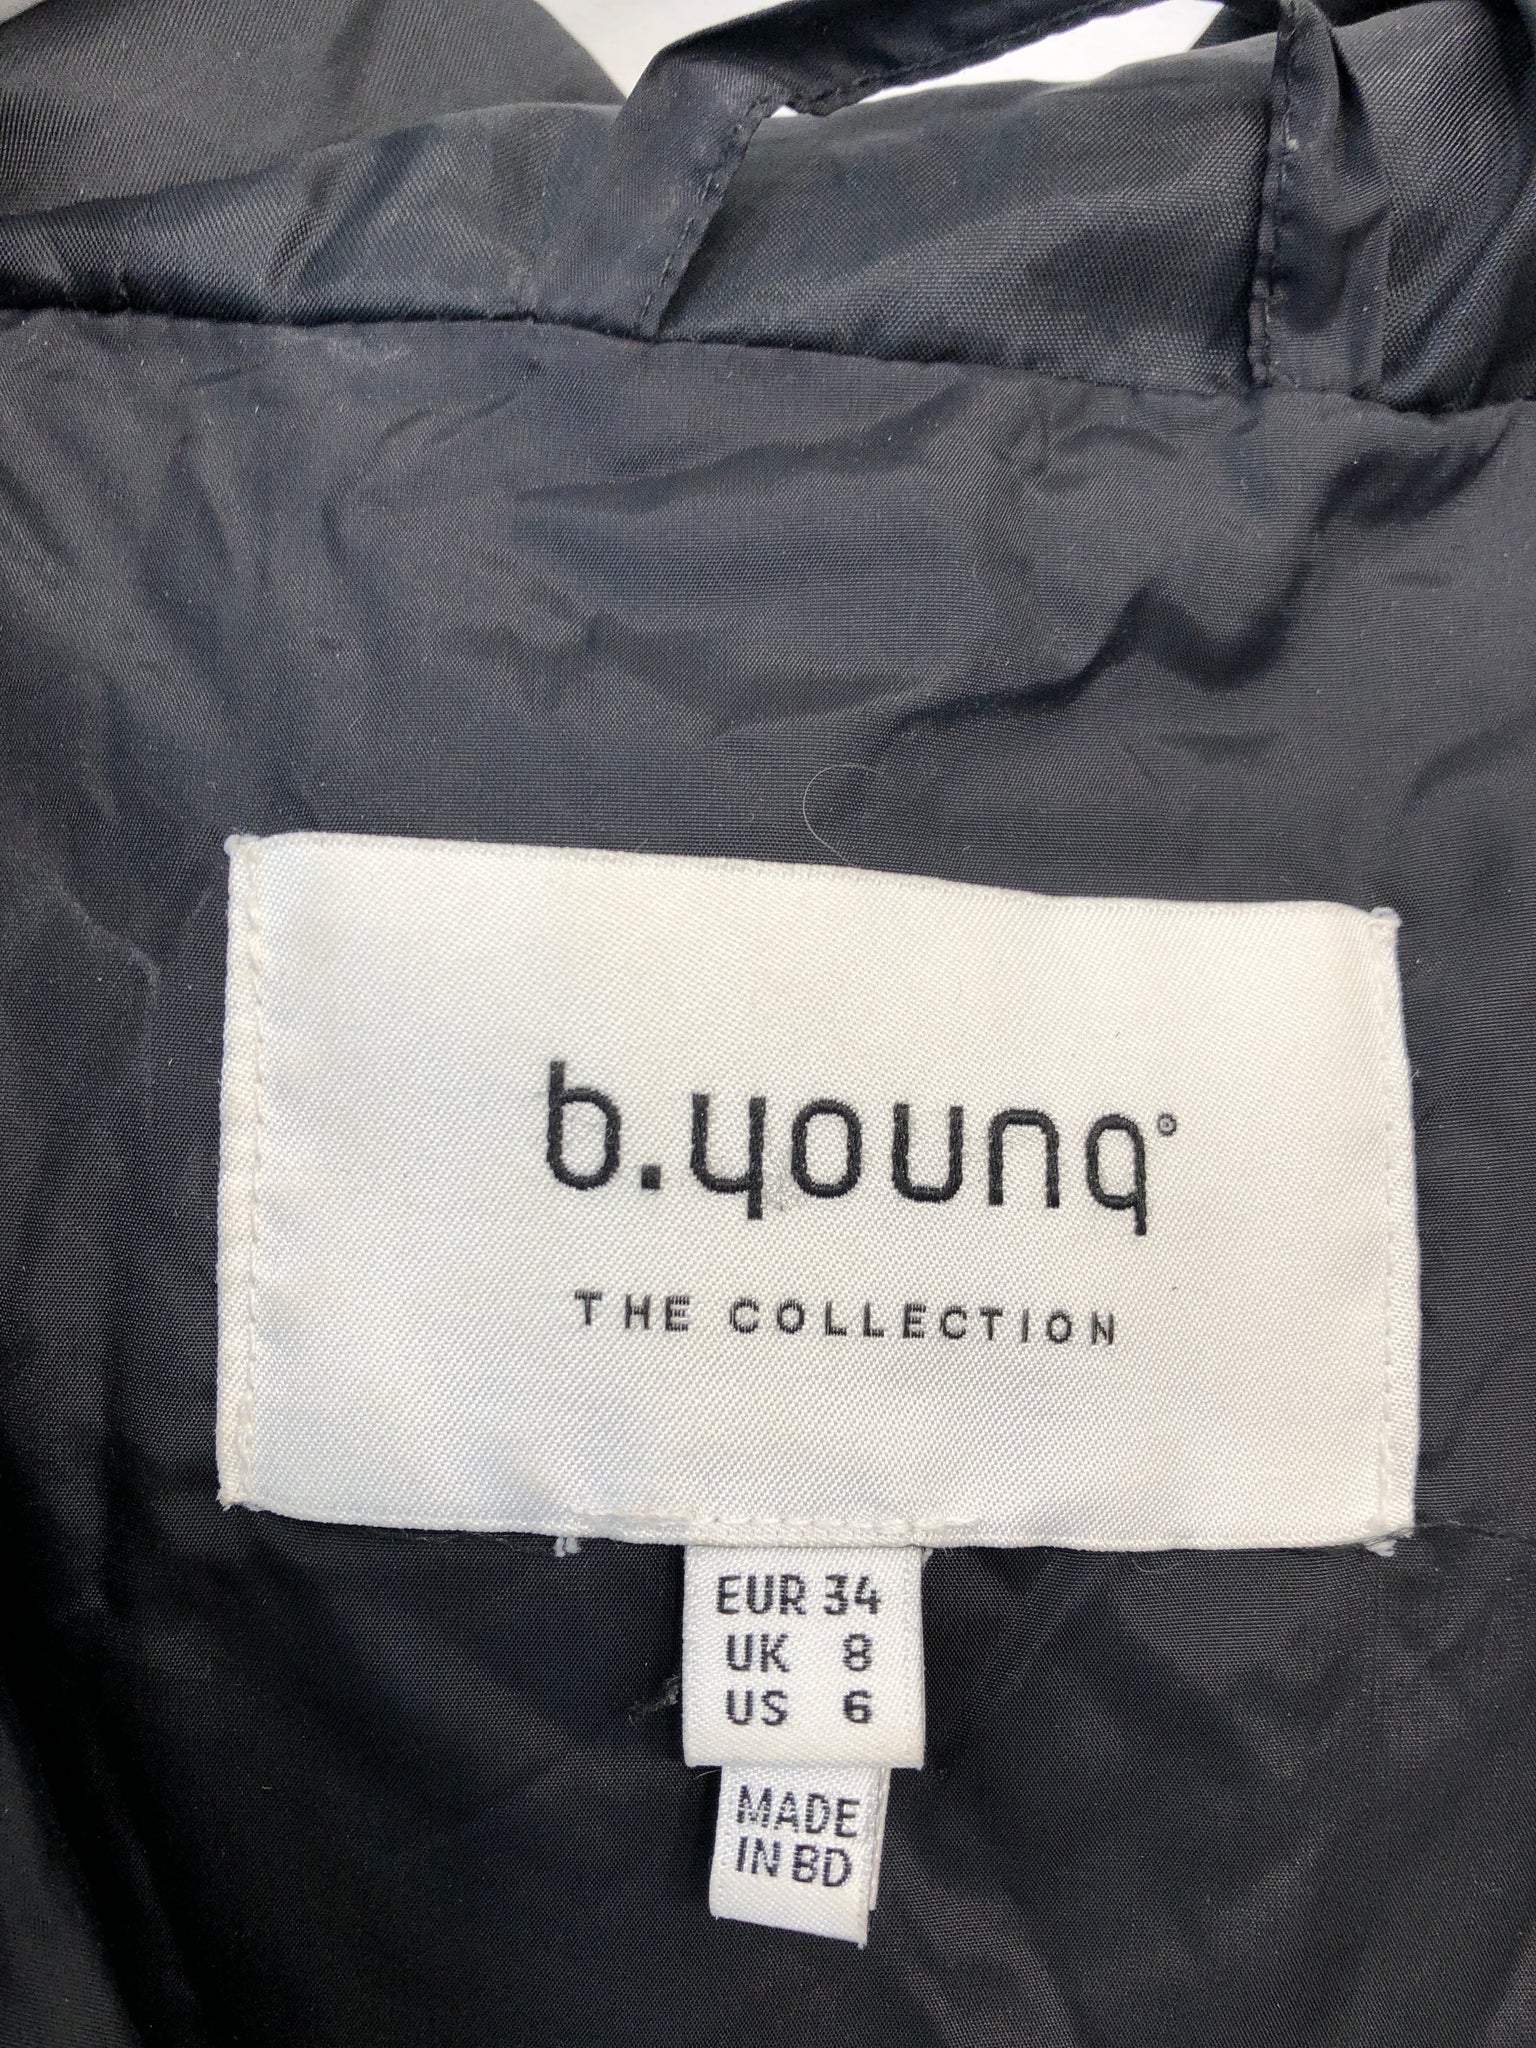 b.young®
THE COLLECTION
EUR 34
UK 8
US 6
MADE
IN BD